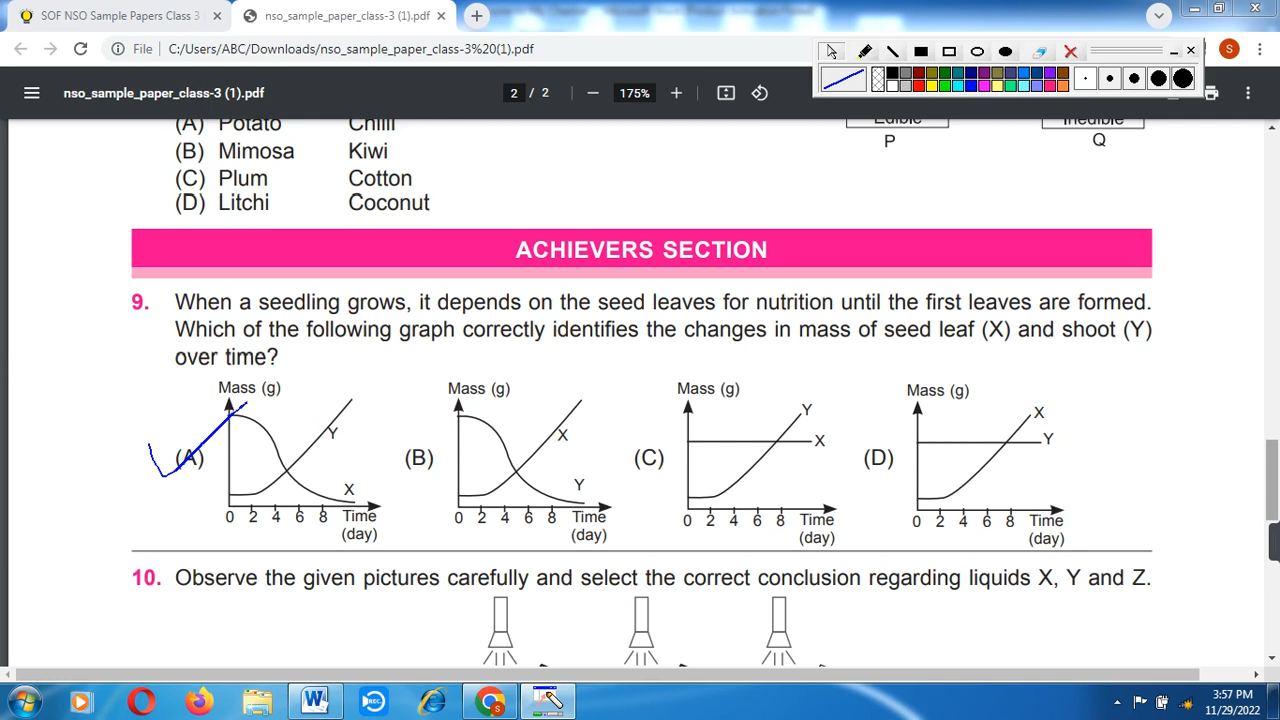 SOF NSO Sample Papers Class 3
nso_sample_paper_class-3 (1).pdf
File C:/Users/ABC/Downloads/nso_sample_paper_class-3%20(1).pdf
S
nso_sample_paper_class-3 (1).pdf
2 / 2
175%
(A) Potato Chilli
(B) Mimosa Kiwi
(C) Plum Cotton
(D) Litchi Coconut
Edible
P
Inedible
Q
ACHIEVERS SECTION
9. When a seedling grows, it depends on the seed leaves for nutrition until the first leaves are formed.
Which of the following graph correctly identifies the changes in mass of seed leaf (X) and shoot (Y)
over time?
(A)
Mass (g)
Y
X
0 2 4 6 8 Time
(day)
(B)
Mass (g)
X
Y
0 2 4 6 8 Time
(day)
(C)
Mass (g)
Y
X
0 2 4 6 8 Time
(day)
(D)
Mass (g)
X
Y
0 2 4 6 8 Time
(day)
10. Observe the given pictures carefully and select the correct conclusion regarding liquids X, Y and Z.
W
REC
S
3:57 PM
11/29/2022